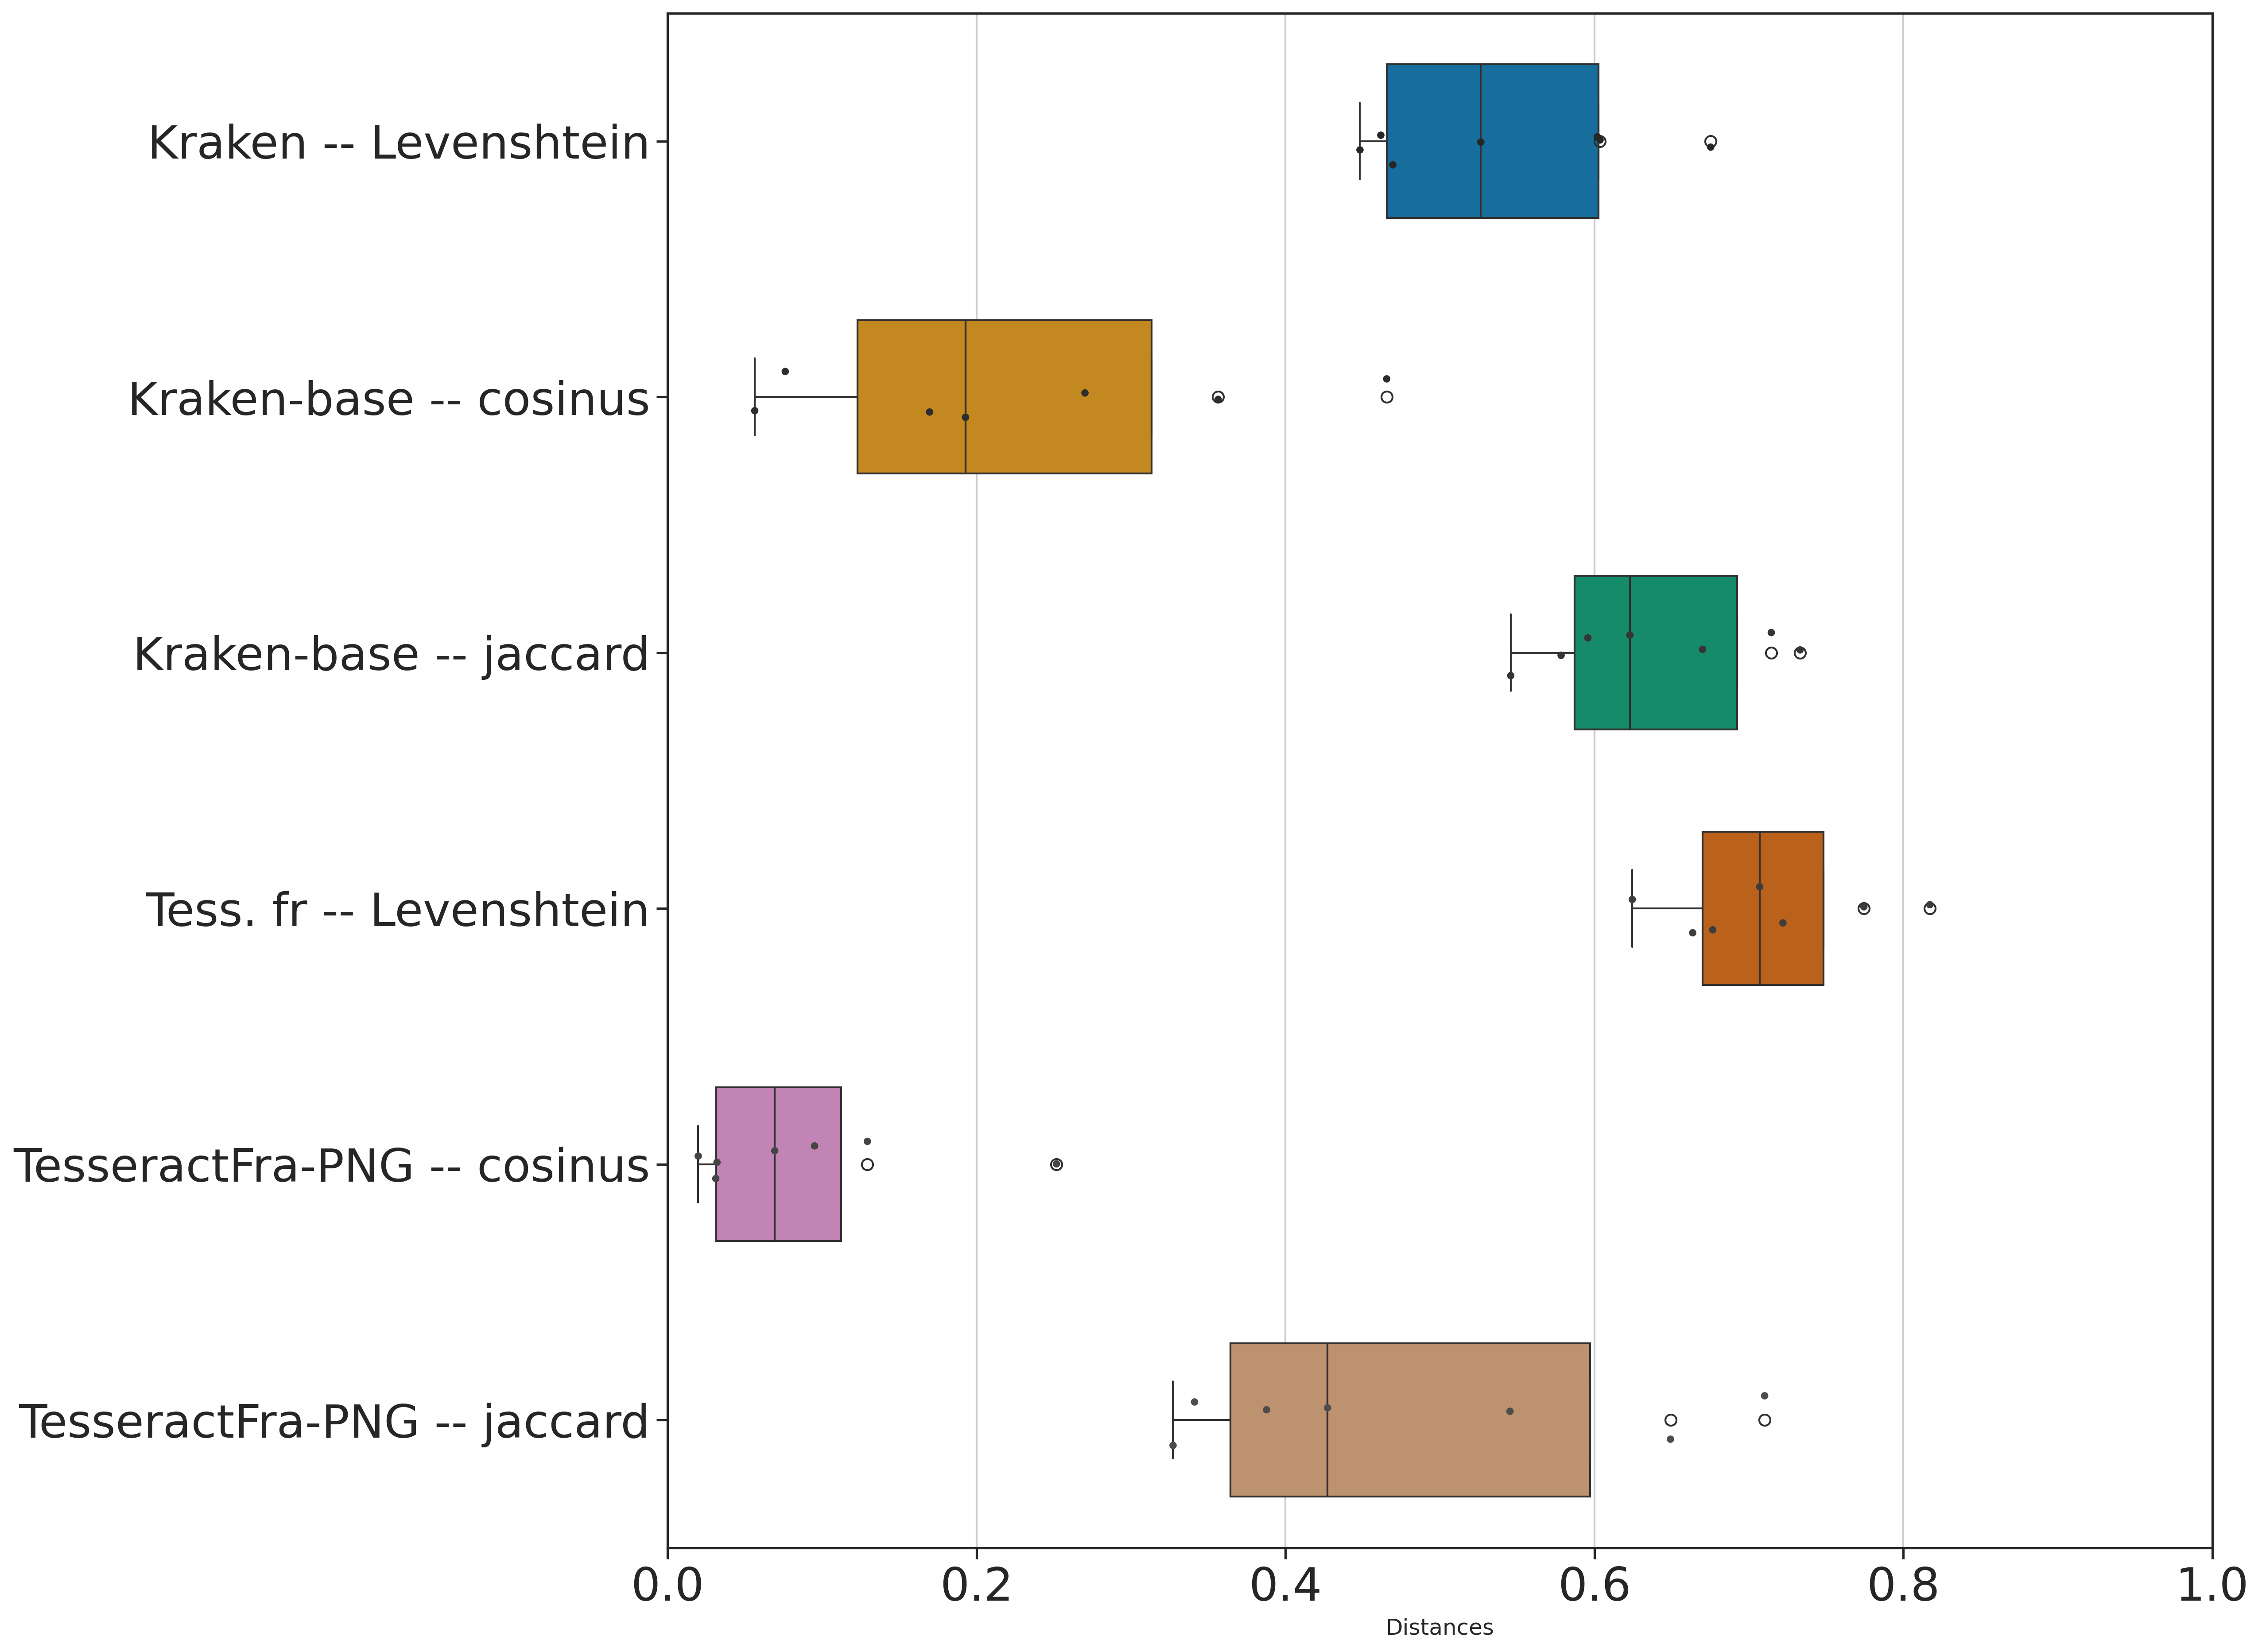 Kraken -- Levenshtein
Kraken-base -- cosinus
Kraken-base -- jaccard
Tess. fr -- Levenshtein
TesseractFra-PNG -- cosinus
TesseractFra-PNG -- jaccard
0.0 0.2 0.4 0.6 0.8 1.0
Distances